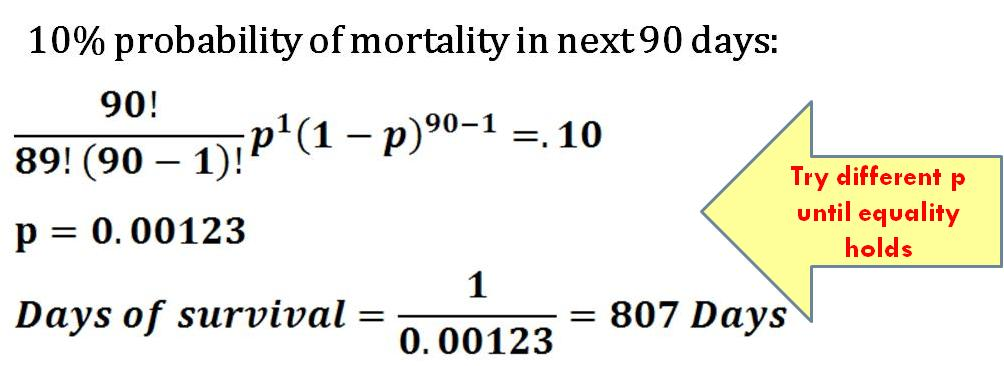 10% probability of mortality in next 90 days:
90!
89! (90 − 1)! p¹(1 − p)⁹⁰⁻¹ =. 10
p = 0. 00123
Days of survival = 1 / 0. 00123 = 807 Days
Try different p
until equality
holds